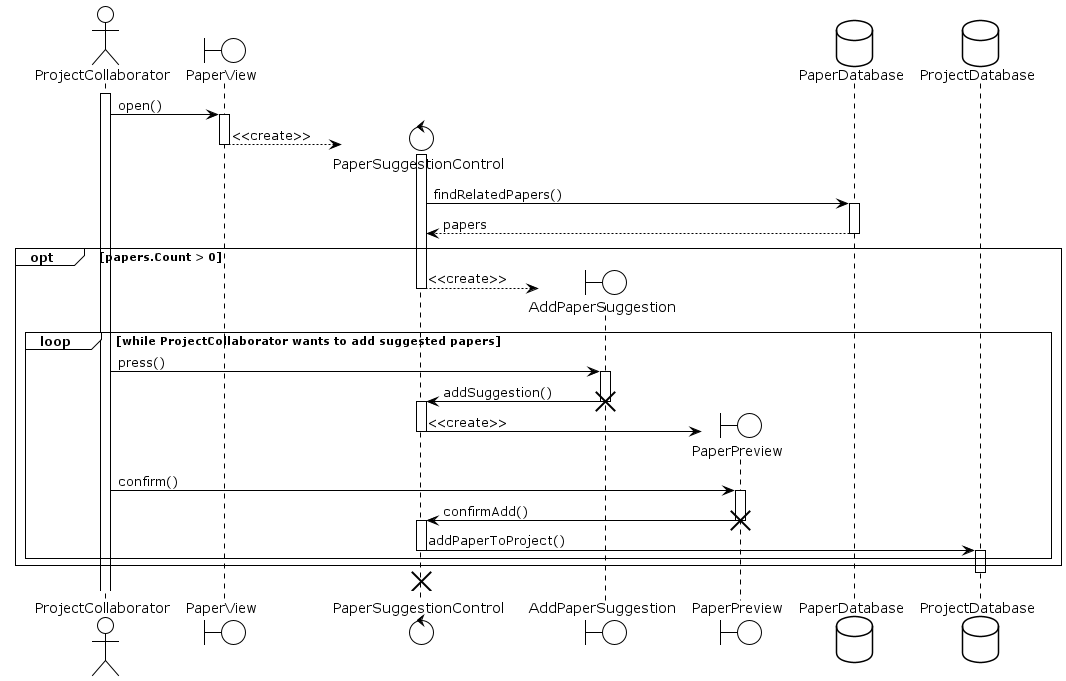 ProjectCollaborator PaperView PaperDatabase ProjectDatabase
open()
<<create>>
PaperSuggestionControl
findRelatedPapers()
papers
opt [papers.Count > 0]
<<create>>
AddPaperSuggestion
loop [while ProjectCollaborator wants to add suggested papers]
press()
addSuggestion()
<<create>>
PaperPreview
confirm()
confirmAdd()
addPaperToProject()
ProjectCollaborator PaperView PaperSuggestionControl AddPaperSuggestion PaperPreview PaperDatabase ProjectDatabase